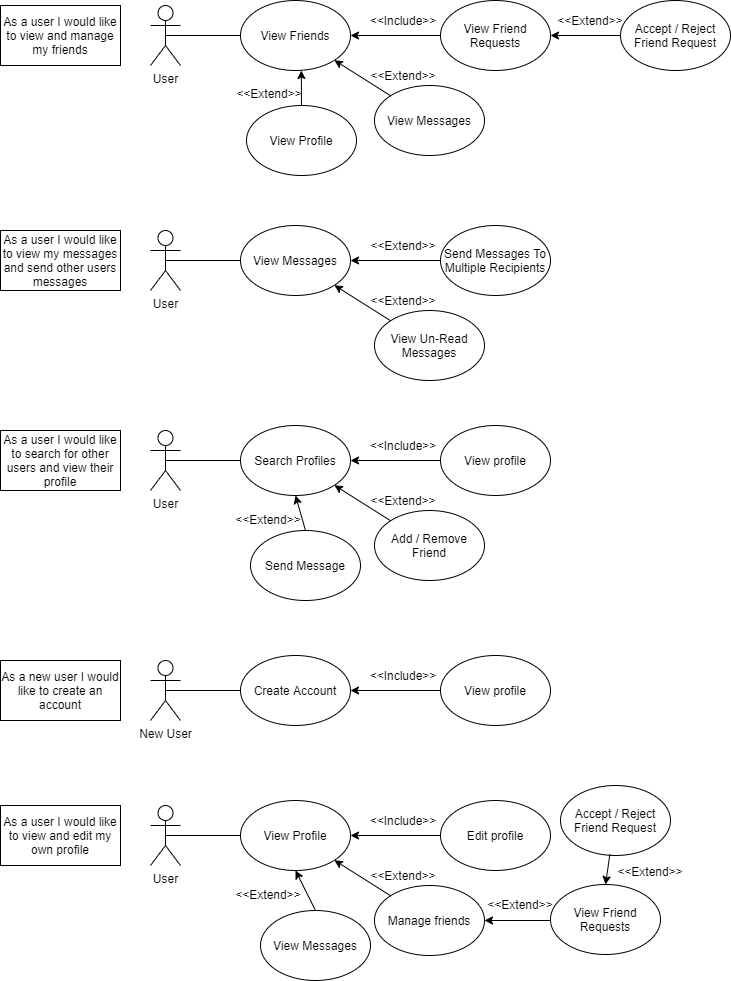 As a user I would like
to view and manage
my friends
User
View Friends
<<Include>>
View Friend
Requests
<<Extend>>
Accept / Reject
Friend Request
<<Extend>>
<<Extend>>
View Messages
View Profile
As a user I would like
to view my messages
and send other users
messages
User
View Messages
<<Extend>>
Send Messages To
Multiple Recipients
<<Extend>>
View Un-Read
Messages
As a user I would like
to search for other
users and view their
profile
User
Search Profiles
<<Include>>
View profile
<<Extend>>
<<Extend>>
Add / Remove
Friend
Send Message
As a new user I would
like to create an
account
New User
Create Account
<<Include>>
View profile
As a user I would like
to view and edit my
own profile
User
View Profile
<<Include>>
Edit profile
Accept / Reject
Friend Request
<<Extend>>
<<Extend>>
<<Extend>>
Manage friends
<<Extend>>
View Friend
Requests
View Messages